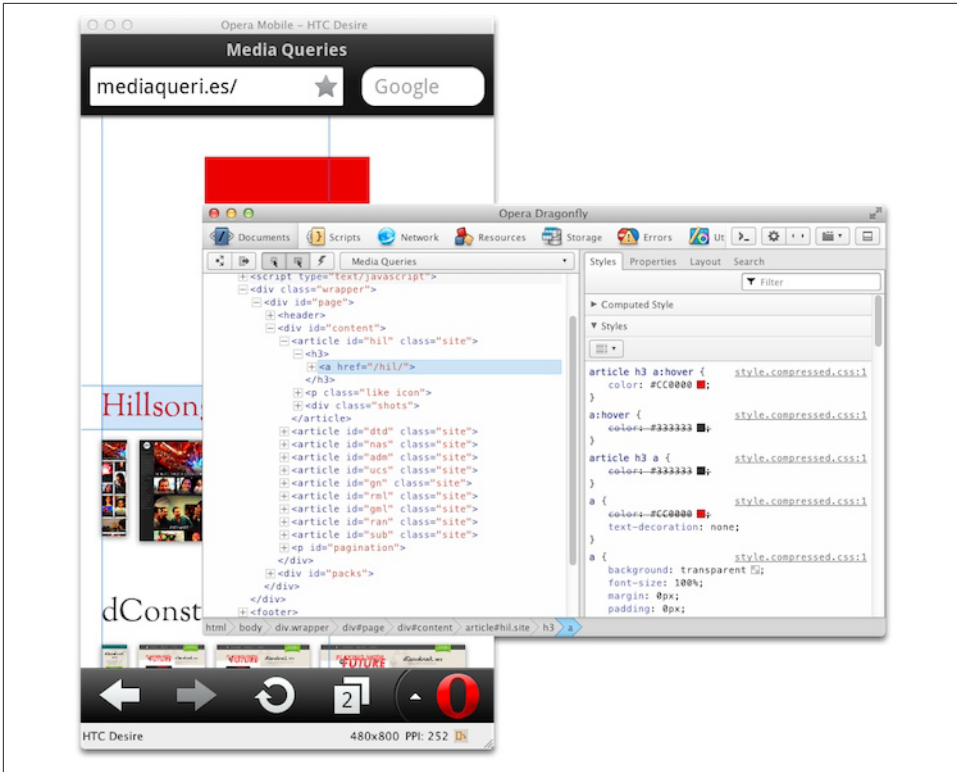 Opera Mobile – HTC Desire
Media Queries
mediaqueri.es/
Google
Opera Dragonfly
Documents Scripts Network Resources Storage Errors Ut
Media Queries
Styles Properties Layout Search
Filter
<script type="text/javascript">
<div class="wrapper">
<div id="page">
<header>
<div id="content">
<article id="hil" class="site">
<h3>
<a href="/hil/">
</h3>
<p class="like icon">
<div class="shots">
</article>
<article id="dtd" class="site">
<article id="nas" class="site">
<article id="adm" class="site">
<article id="ucs" class="site">
<article id="gn" class="site">
<article id="rml" class="site">
<article id="gml" class="site">
<article id="ran" class="site">
<article id="sub" class="site">
<p id="pagination">
</div>
<div id="packs">
</div>
</div>
<footer>
html body div.wrapper div#page div#content article#hil.site h3 a
Computed Style
Styles
article h3 a:hover { style.compressed.css:1
color: #CC0000 ;
}
a:hover { style.compressed.css:1
color: #333333 ;
}
article h3 a { style.compressed.css:1
color: #333333 ;
}
a { style.compressed.css:1
color: #CC0000 ;
text-decoration: none;
}
a { style.compressed.css:1
background: transparent ;
font-size: 100%;
margin: 0px;
padding: 0px;
Hillsong
dConst
FUTURE
2
HTC Desire 480x800 PPI: 252